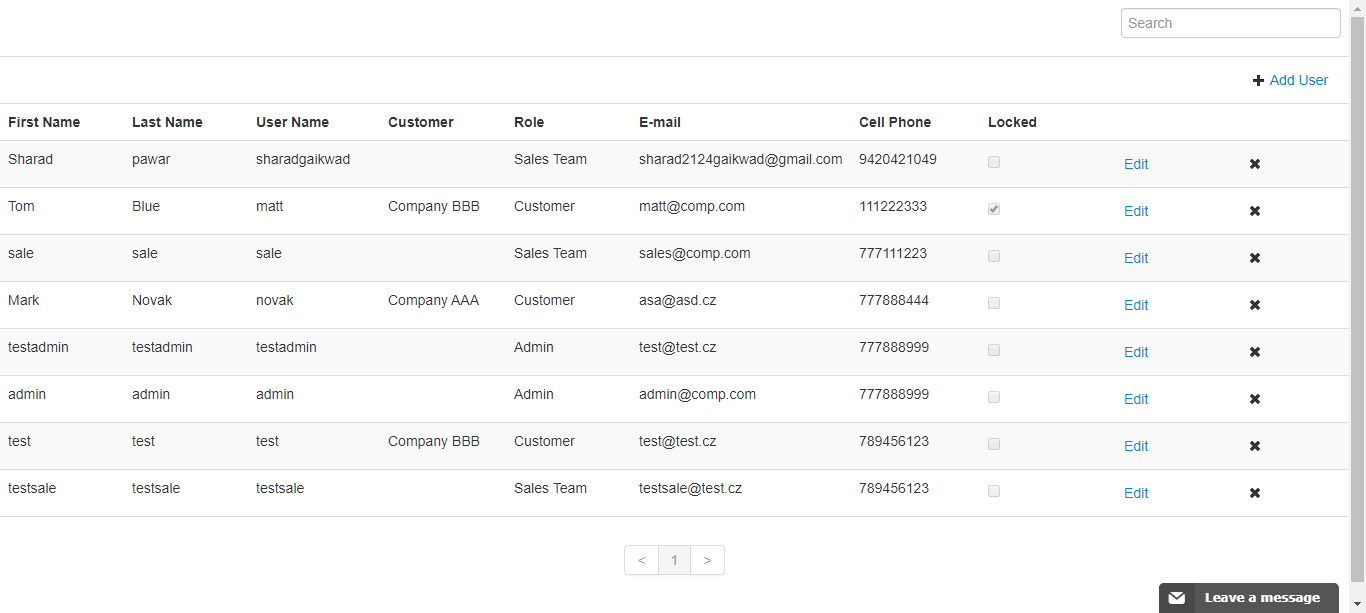 Search
Add User
First Name Last Name User Name Customer Role E-mail Cell Phone Locked
Sharad pawar sharadgaikwad Sales Team sharad2124gaikwad@gmail.com 9420421049 Edit
Tom Blue matt Company BBB Customer matt@comp.com 111222333 Edit
sale sale sale Sales Team sales@comp.com 777111223 Edit
Mark Novak novak Company AAA Customer asa@asd.cz 777888444 Edit
testadmin testadmin testadmin Admin test@test.cz 777888999 Edit
admin admin admin Admin admin@comp.com 777888999 Edit
test test test Company BBB Customer test@test.cz 789456123 Edit
testsale testsale testsale Sales Team testsale@test.cz 789456123 Edit
< 1 >
Leave a message